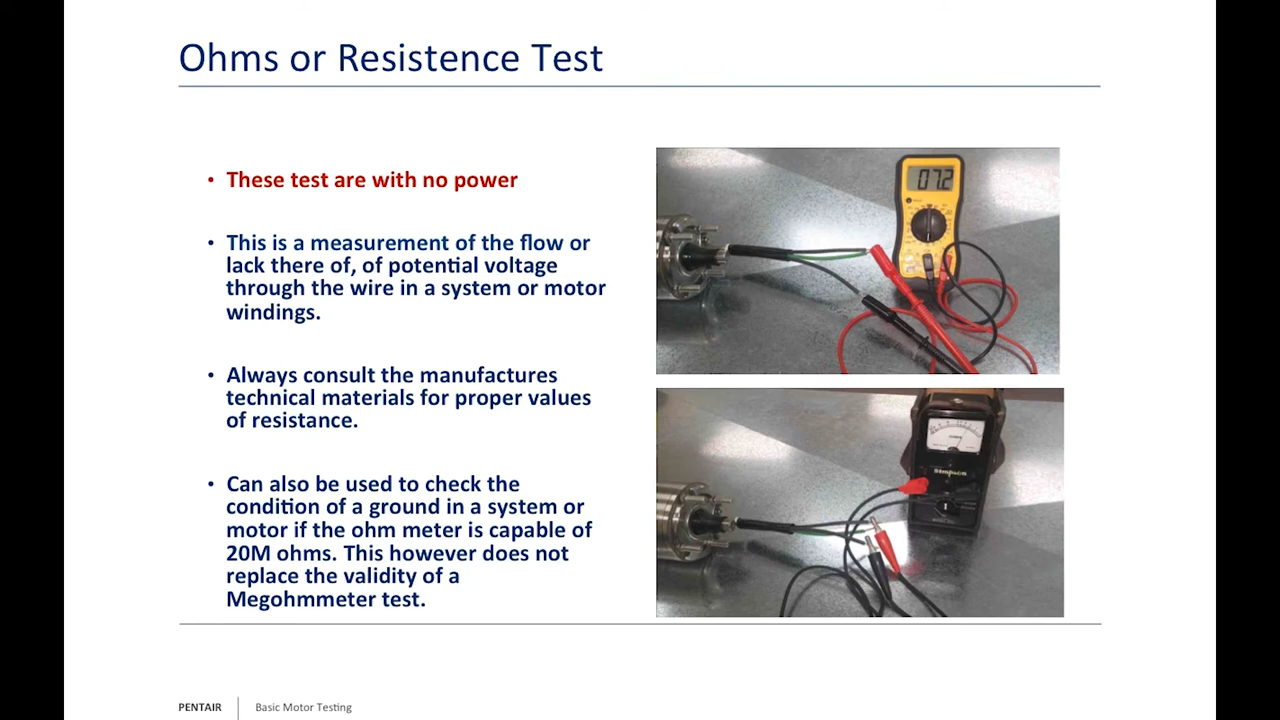 Ohms or Resistence Test
• These test are with no power
• This is a measurement of the flow or
lack there of, of potential voltage
through the wire in a system or motor
windings.
• Always consult the manufactures
technical materials for proper values
of resistance.
• Can also be used to check the
condition of a ground in a system or
motor if the ohm meter is capable of
20M ohms. This however does not
replace the validity of a
Megohmmeter test.
07.2
Simpson
PENTAIR
Basic Motor Testing